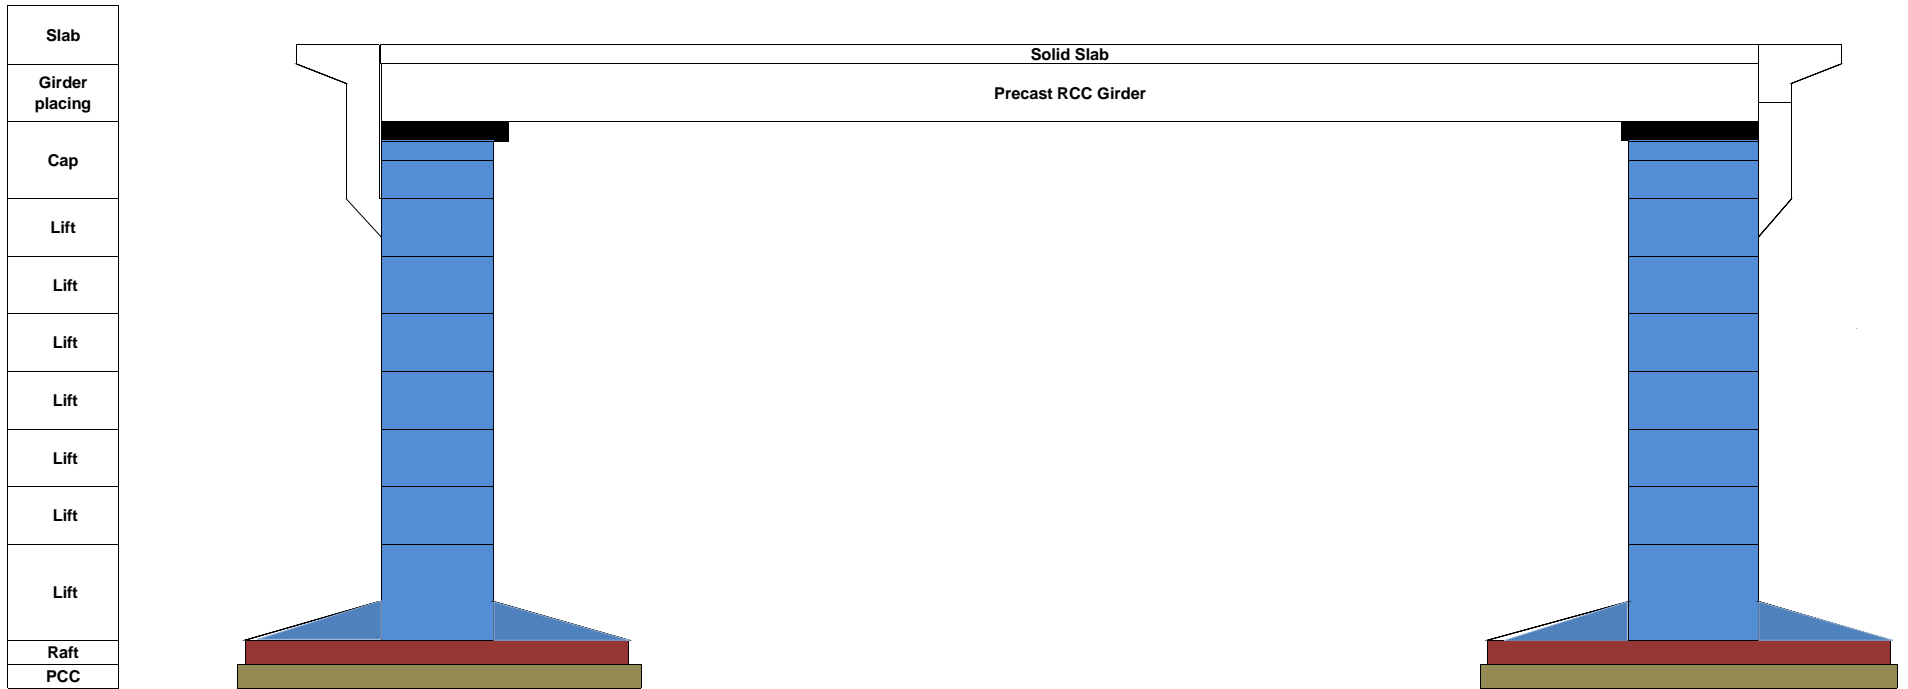 Slab
Solid Slab
Girder
placing
Precast RCC Girder
Cap
Lift
Lift
Lift
Lift
Lift
Lift
Lift
Raft
PCC